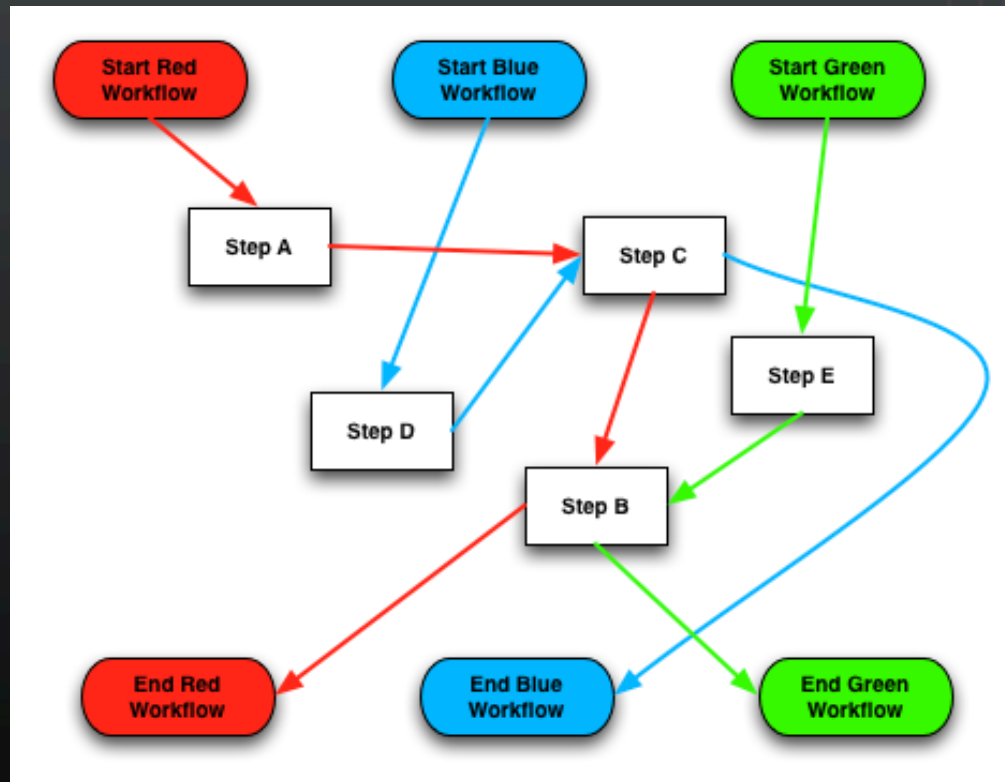 Start Red
Workflow
Start Blue
Workflow
Start Green
Workflow
Step A
Step C
Step E
Step D
Step B
End Red
Workflow
End Blue
Workflow
End Green
Workflow